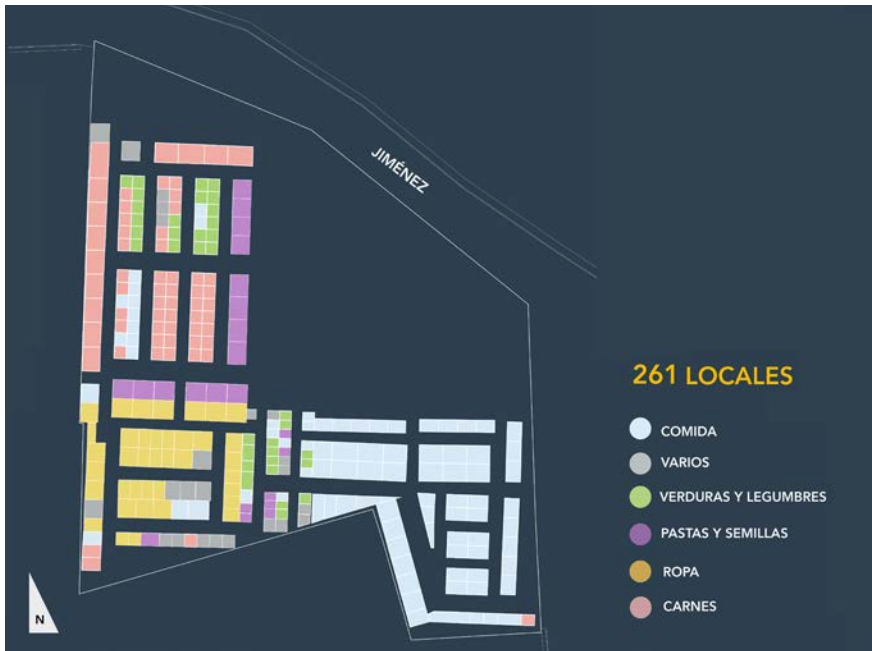 JIMÉNEZ
261 LOCALES
COMIDA
VARIOS
VERDURAS Y LEGUMBRES
PASTAS Y SEMILLAS
ROPA
CARNES
N